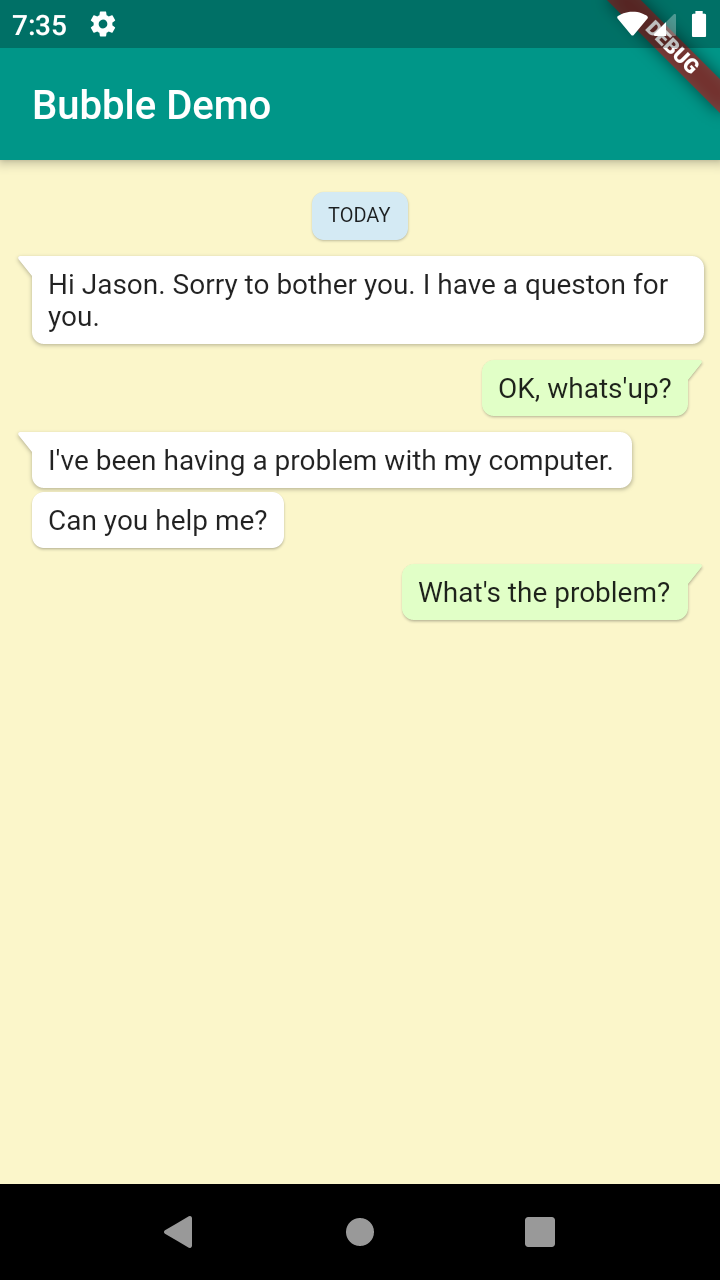 7:35
DEBUG
Bubble Demo
TODAY
Hi Jason. Sorry to bother you. I have a queston for
you.
OK, whats'up?
I've been having a problem with my computer.
Can you help me?
What's the problem?